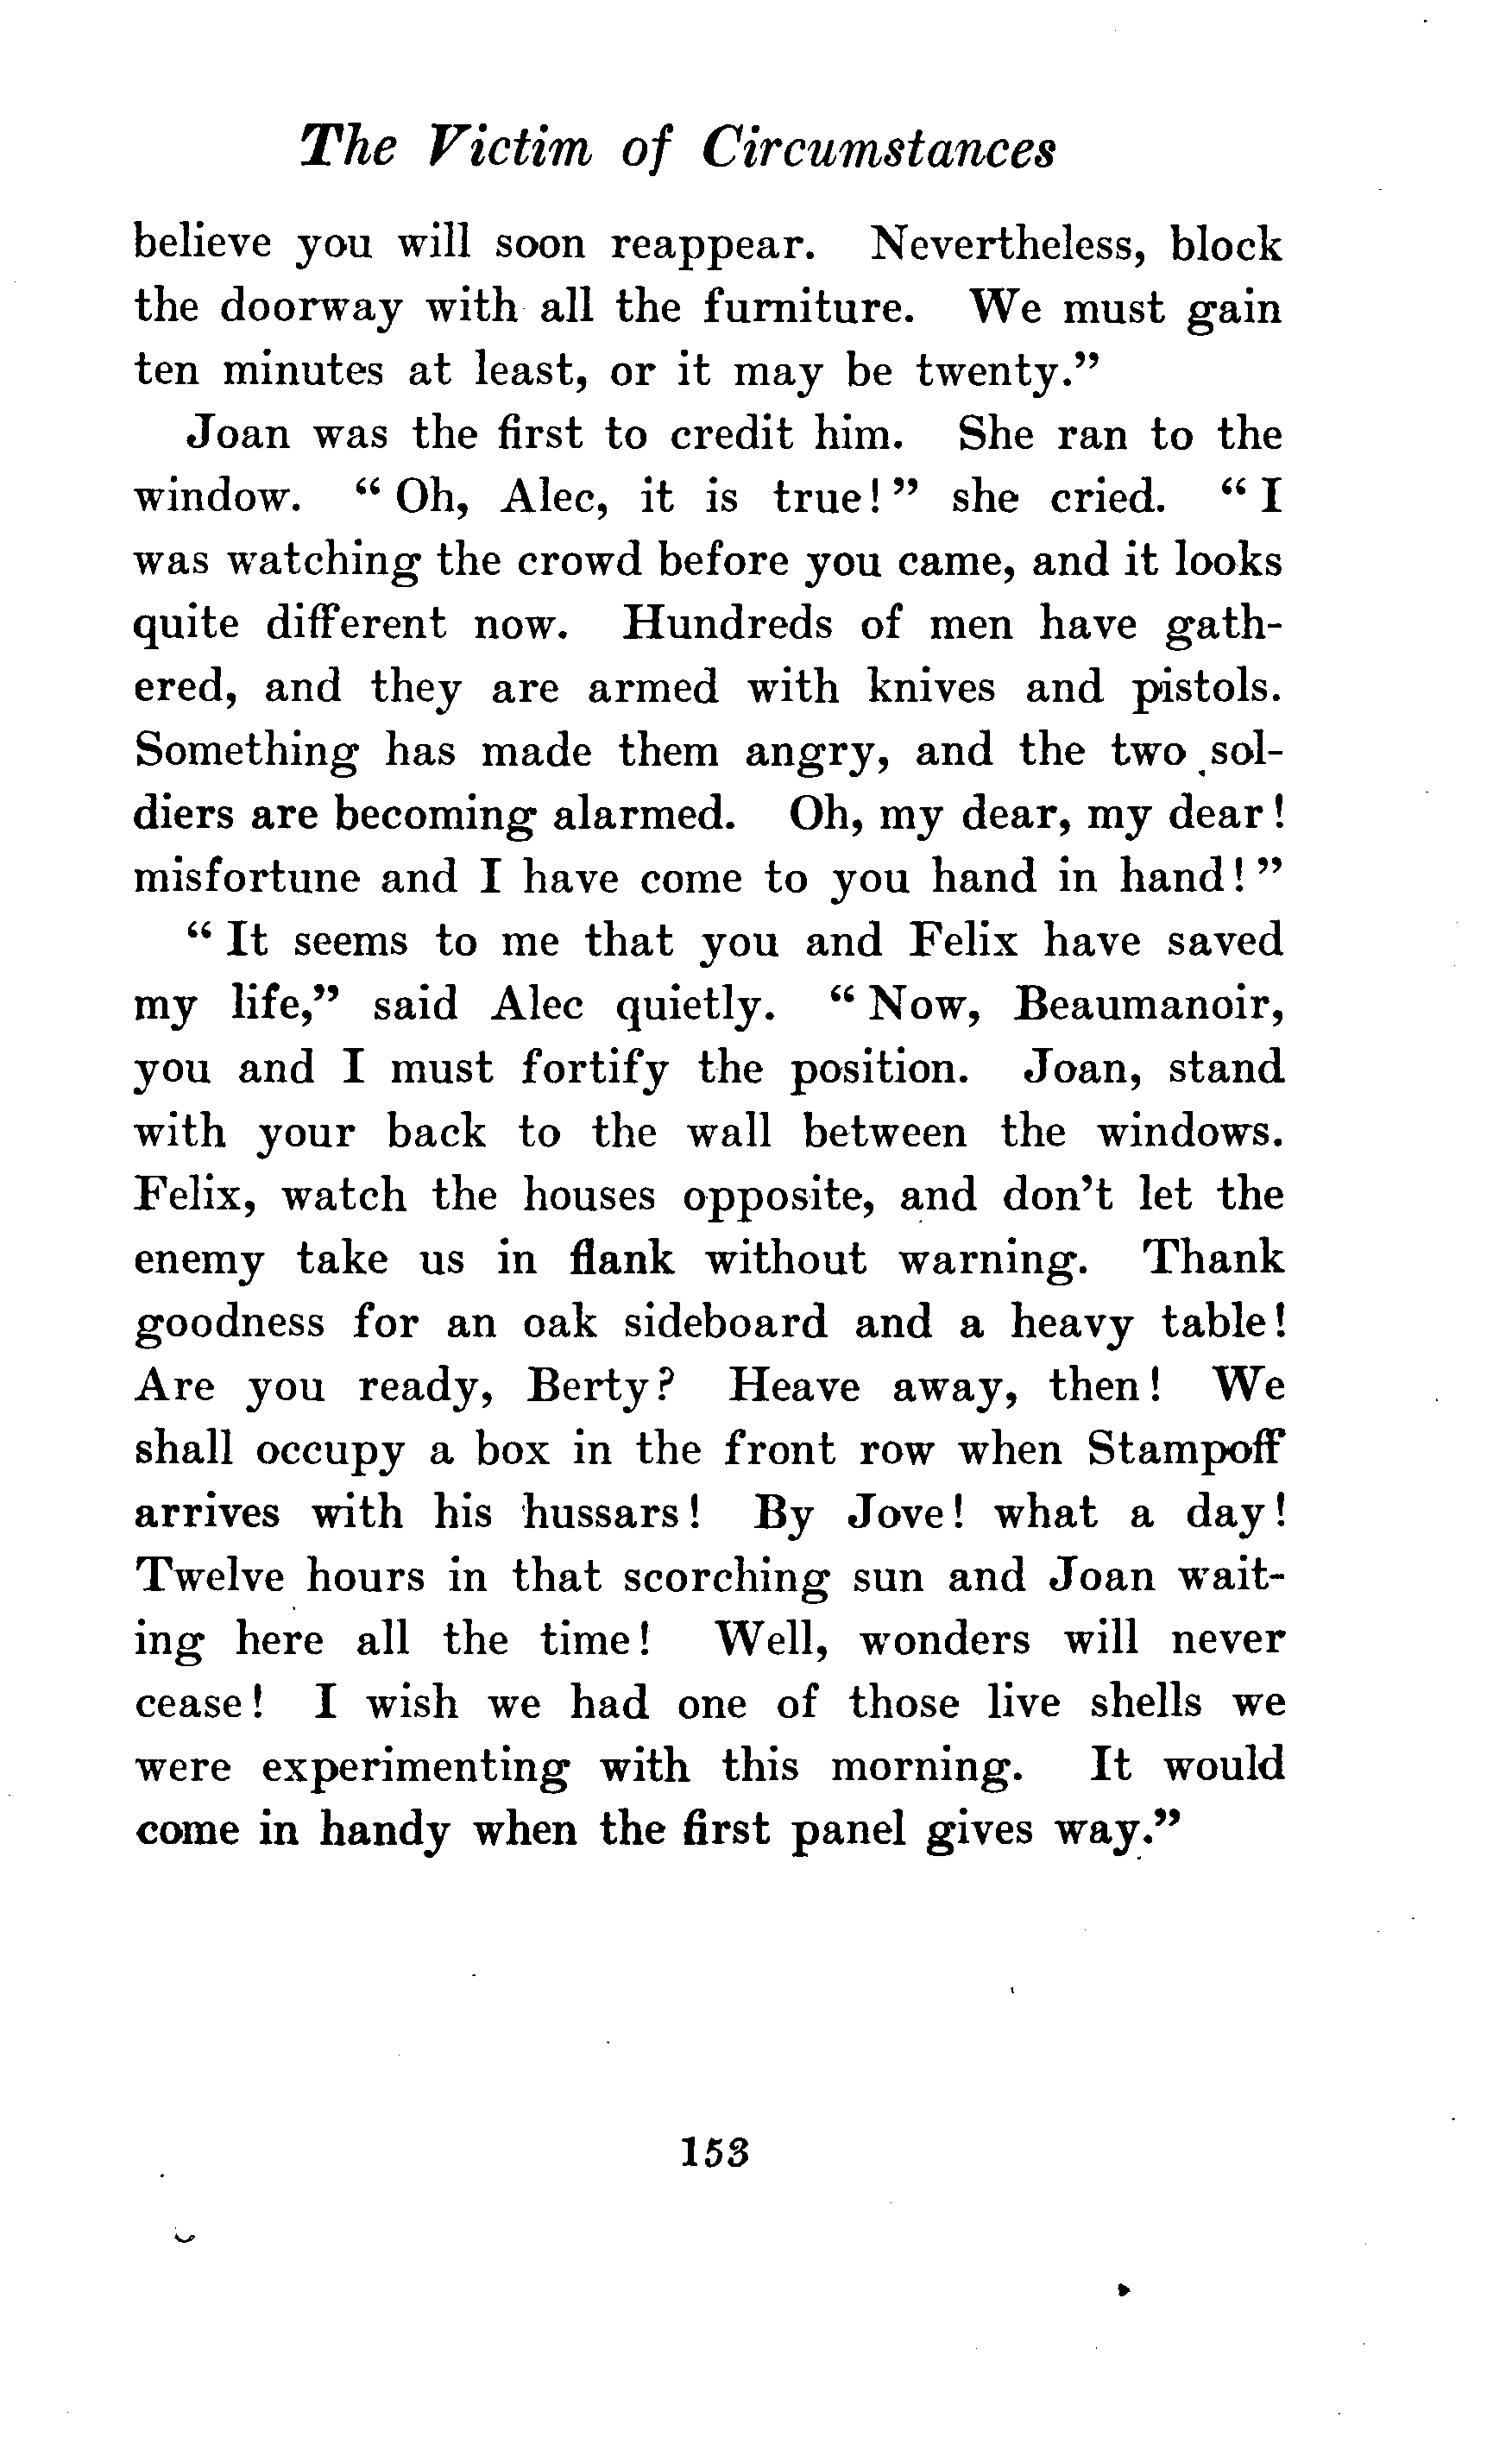 The Victim of Circumstances
believe you will soon reappear. Nevertheless, block
the doorway with all the furniture. We must gain
ten minutes at least, or it may be twenty.”
Joan was the first to credit him. She ran to the
window. “ Oh, Alec, it is true! ” she cried. “ I
was watching the crowd before you came, and it looks
quite different now. Hundreds of men have gath-
ered, and they are armed with knives and pistols.
Something has made them angry, and the two sol-
diers are becoming alarmed. Oh, my dear, my dear!
misfortune and I have come to you hand in hand! ”
“ It seems to me that you and Felix have saved
my life,” said Alec quietly. “ Now, Beaumanoir,
you and I must fortify the position. Joan, stand
with your back to the wall between the windows.
Felix, watch the houses opposite, and don’t let the
enemy take us in flank without warning. Thank
goodness for an oak sideboard and a heavy table!
Are you ready, Berty? Heave away, then! We
shall occupy a box in the front row when Stampoff
arrives with his hussars! By Jove! what a day!
Twelve hours in that scorching sun and Joan wait-
ing here all the time! Well, wonders will never
cease! I wish we had one of those live shells we
were experimenting with this morning. It would
come in handy when the first panel gives way.”
153